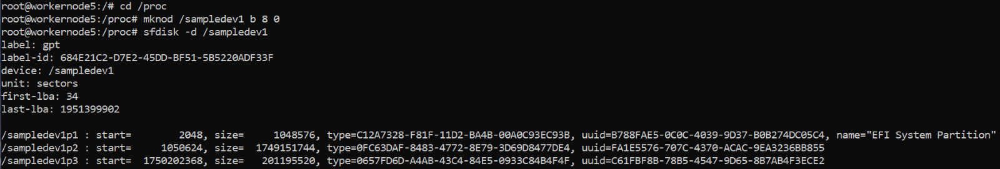 root@workernode5:/# cd /proc
root@workernode5:/proc# mknod /sampledev1 b 8 0
root@workernode5:/proc# sfdisk -d /sampledev1
label: gpt
label-id: 684E21C2-D7E2-45DD-BF51-5B5220ADF33F
device: /sampledev1
unit: sectors
first-lba: 34
last-lba: 1951399902

/sampledev1p1 : start=        2048, size=     1048576, type=C12A7328-F81F-11D2-BA4B-00A0C93EC93B, uuid=B788FAE5-0C0C-4039-9D37-B0B274DC05C4, name="EFI System Partition"
/sampledev1p2 : start=     1050624, size=  1749151744, type=0FC63DAF-8483-4772-8E79-3D69D8477DE4, uuid=FA1E5576-707C-4370-ACAC-9EA3236BB855
/sampledev1p3 : start=  1750202368, size=   201195520, type=0657FD6D-A4AB-43C4-84E5-0933C84B4F4F, uuid=C61FBF8B-78B5-4547-9D65-8B7AB4F3ECE2